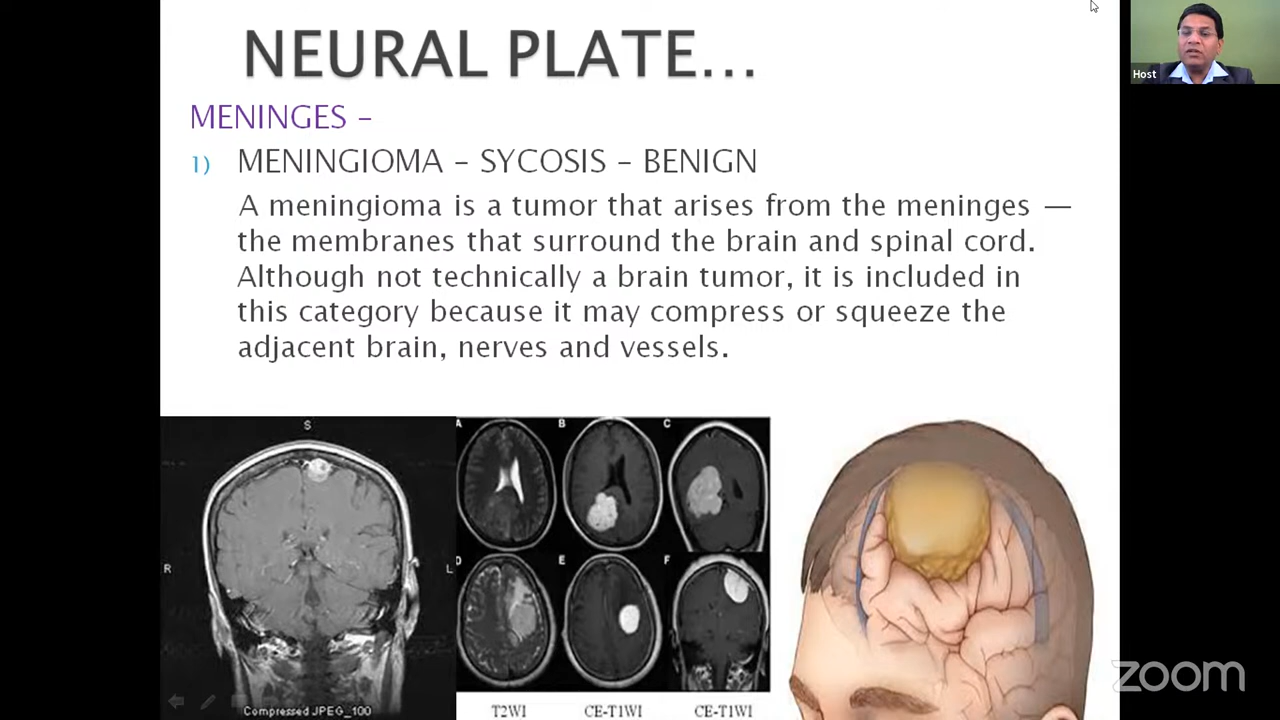 NEURAL PLATE...
Host
MENINGES –
1) MENINGIOMA – SYCOSIS – BENIGN
A meningioma is a tumor that arises from the meninges —
the membranes that surround the brain and spinal cord.
Although not technically a brain tumor, it is included in
this category because it may compress or squeeze the
adjacent brain, nerves and vessels.
S
R
L
Compressed JPEG_100
A B C
D E F
T2WI CE-T1WI CE-T1WI
zoom